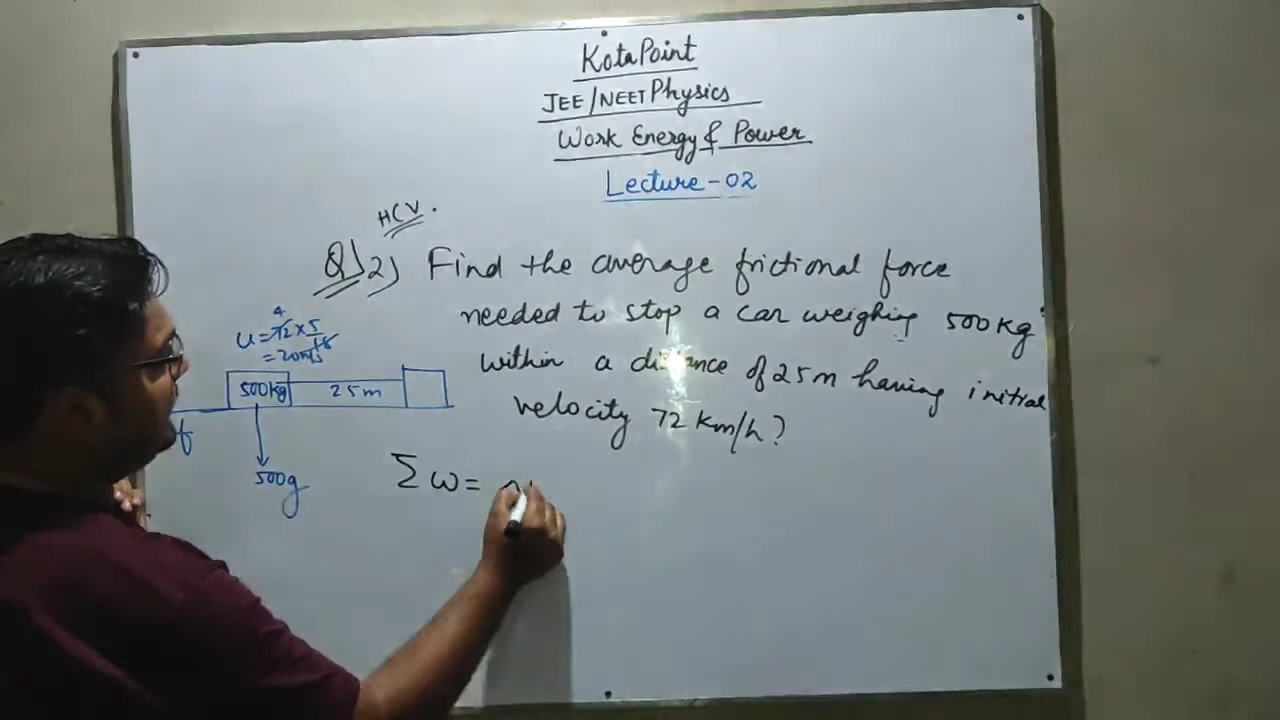 KotaPoint
JEE/NEET Physics
Work Energy & Power
Lecture-02
HCV.
Q) 2) Find the average frictional force
needed to stop a car weighing 500kg
within a distance of 25m having initial
velocity 72 km/h?
u=72×5/18
4
=20m/s
500kg 25m
f
500g
Σw=